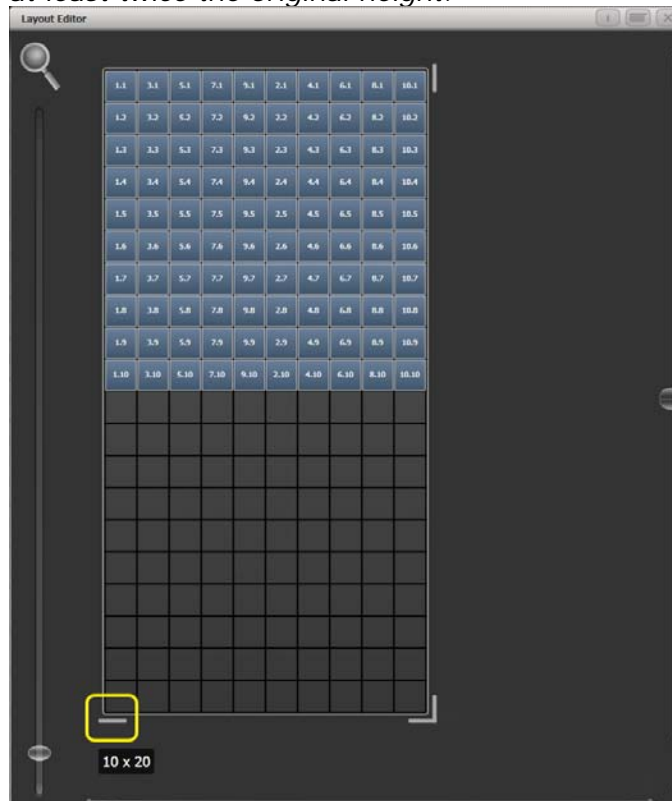 at least twice the original height.
Layout Editor
1.1 3.1 5.1 7.1 9.1 2.1 4.1 6.1 8.1 10.1
1.2 3.2 5.2 7.2 9.2 2.2 4.2 6.2 8.2 10.2
1.3 3.3 5.3 7.3 9.3 2.3 4.3 6.3 8.3 10.3
1.4 3.4 5.4 7.4 9.4 2.4 4.4 6.4 8.4 10.4
1.5 3.5 5.5 7.5 9.5 2.5 4.5 6.5 8.5 10.5
1.6 3.6 5.6 7.6 9.6 2.6 4.6 6.6 8.6 10.6
1.7 3.7 5.7 7.7 9.7 2.7 4.7 6.7 8.7 10.7
1.8 3.8 5.8 7.8 9.8 2.8 4.8 6.8 8.8 10.8
1.9 3.9 5.9 7.9 9.9 2.9 4.9 6.9 8.9 10.9
1.10 3.10 5.10 7.10 9.10 2.10 4.10 6.10 8.10 10.10
10 x 20